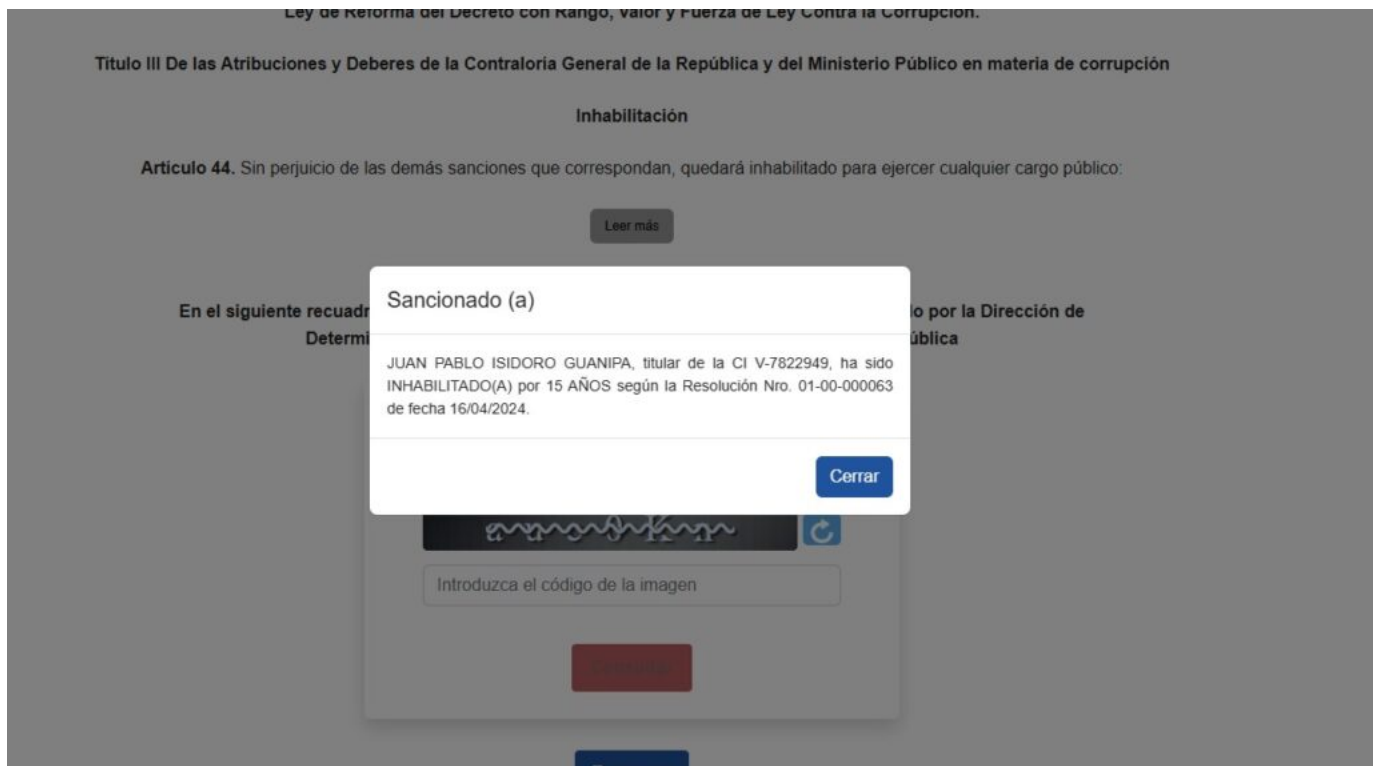 Ley de Reforma del Decreto con Rango, Valor y Fuerza de Ley Contra la Corrupción.
Titulo III De las Atribuciones y Deberes de la Contraloría General de la República y del Ministerio Público en materia de corrupción
Inhabilitación
Articulo 44. Sin perjuicio de las demás sanciones que correspondan, quedará inhabilitado para ejercer cualquier cargo público:
Leer más
En el siguiente recuadr
o por la Dirección de
Determi
ública
Sancionado (a)
JUAN PABLO ISIDORO GUANIPA, titular de la CI V-7822949, ha sido
INHABILITADO(A) por 15 AÑOS según la Resolución Nro. 01-00-000063
de fecha 16/04/2024.
Cerrar
Introduzca el código de la imagen